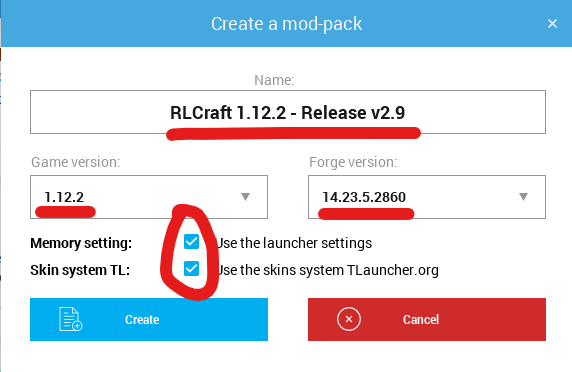 Create a mod-pack
Name:
RLCraft 1.12.2 - Release v2.9
Game version:
Forge version:
1.12.2
14.23.5.2860
Memory setting:
Use the launcher settings
Skin system TL:
Use the skins system TLauncher.org
Create
Cancel